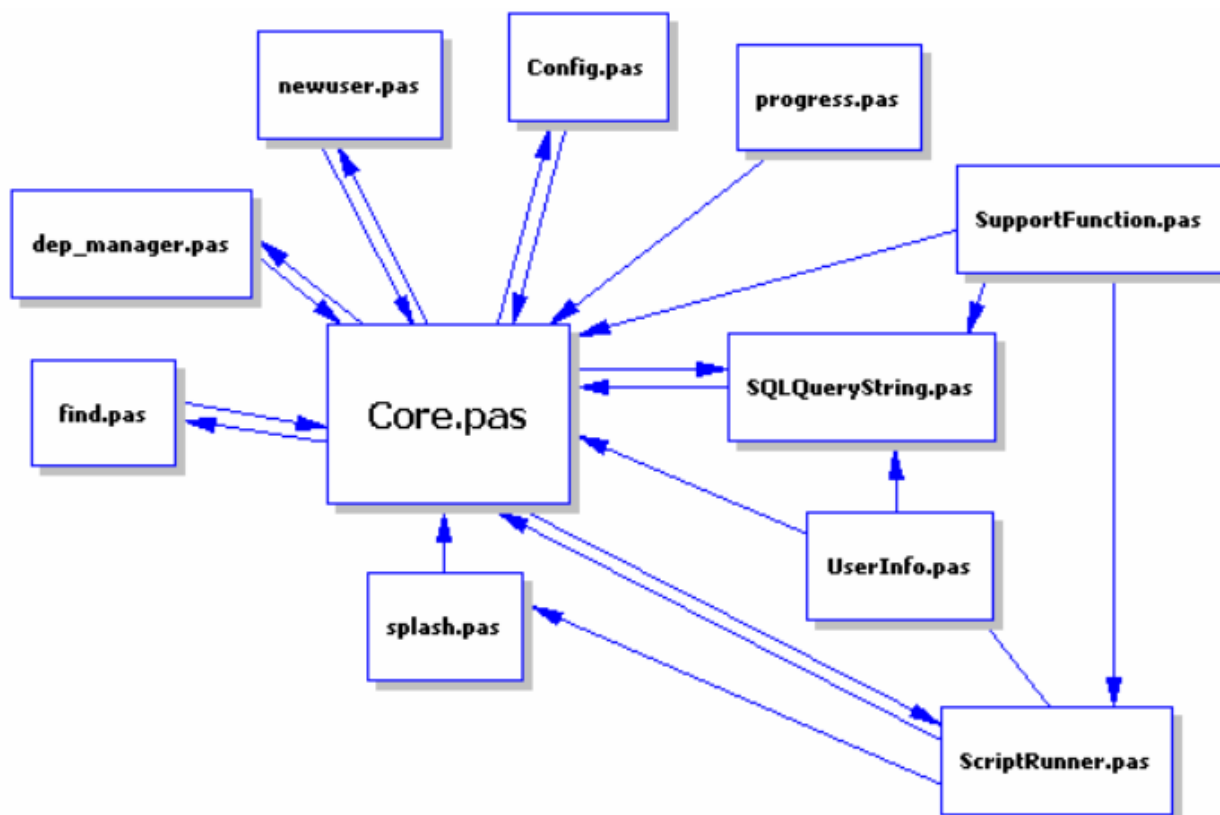 newuser.pas
Config.pas
progress.pas
dep_manager.pas
SupportFunction.pas
find.pas
Core.pas
SQLQueryString.pas
splash.pas
UserInfo.pas
ScriptRunner.pas